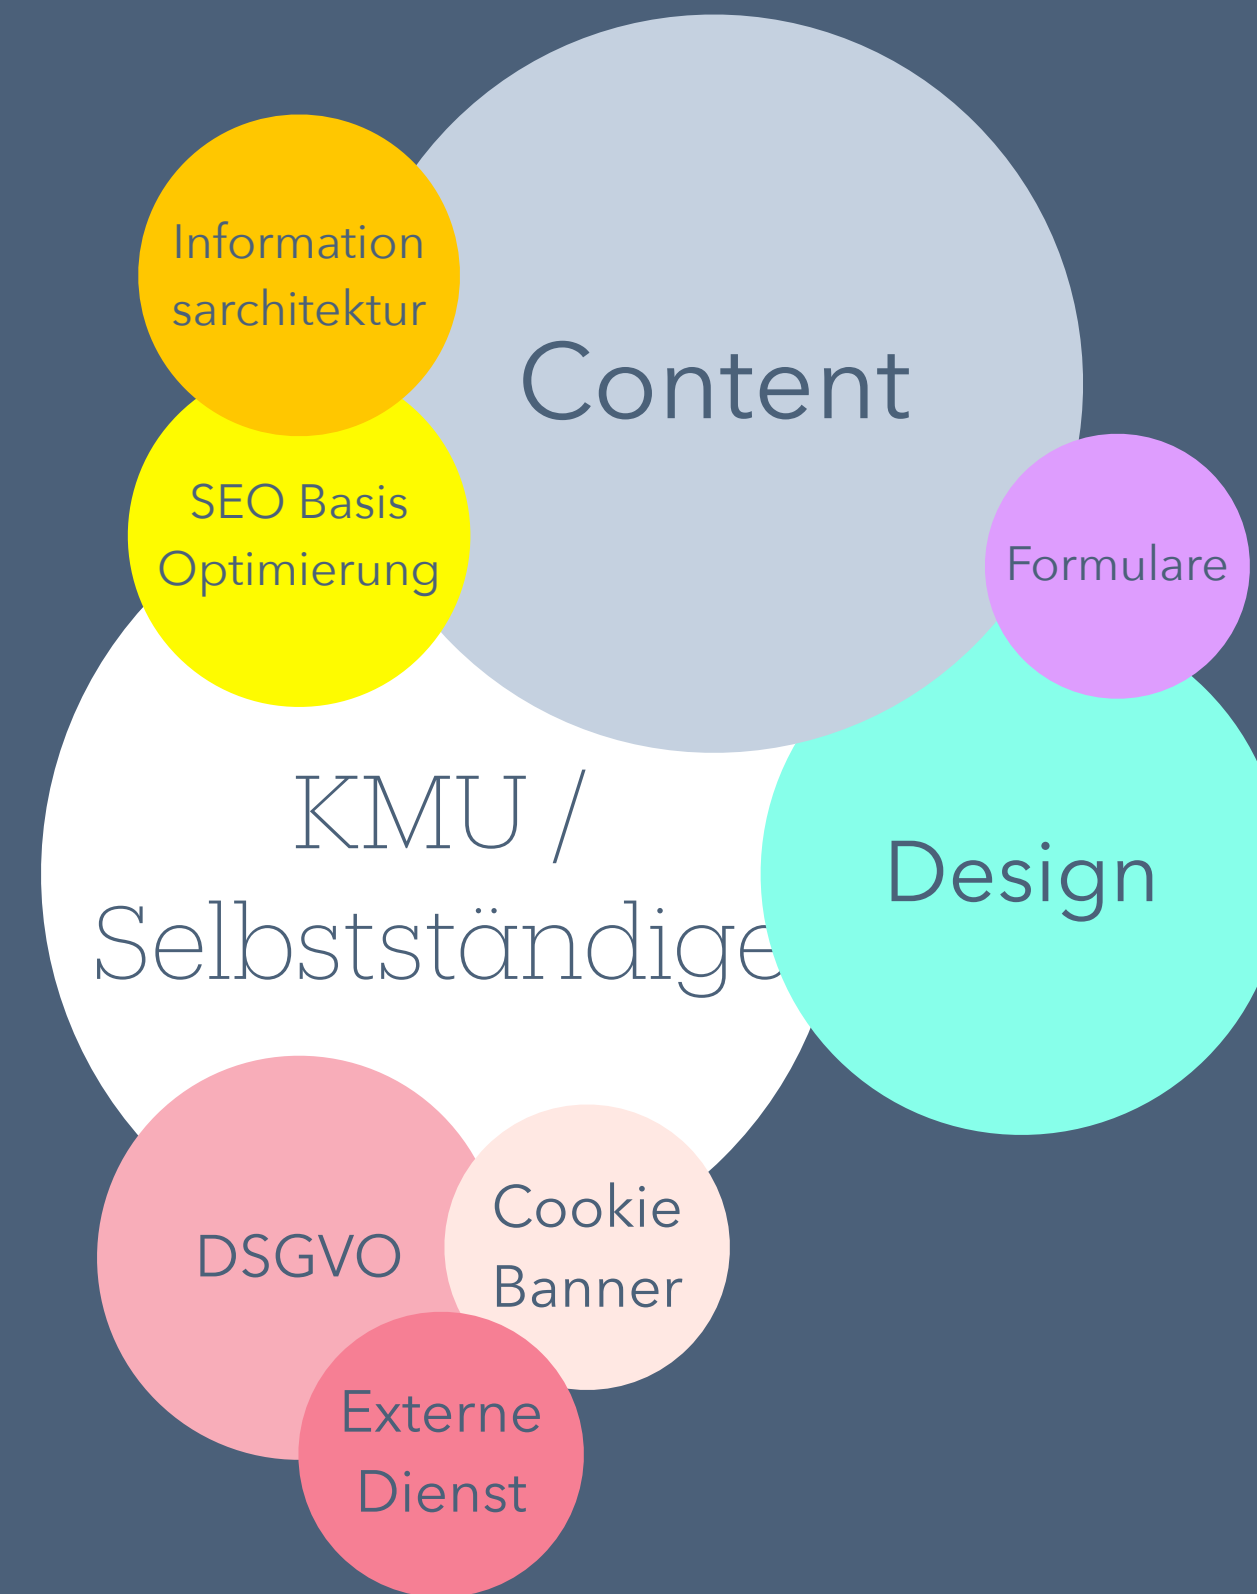 Information
sarchitektur
Content
SEO Basis
Optimierung
Formulare
KMU /
Selbstständige
Design
Cookie
Banner
DSGVO
Externe
Dienst